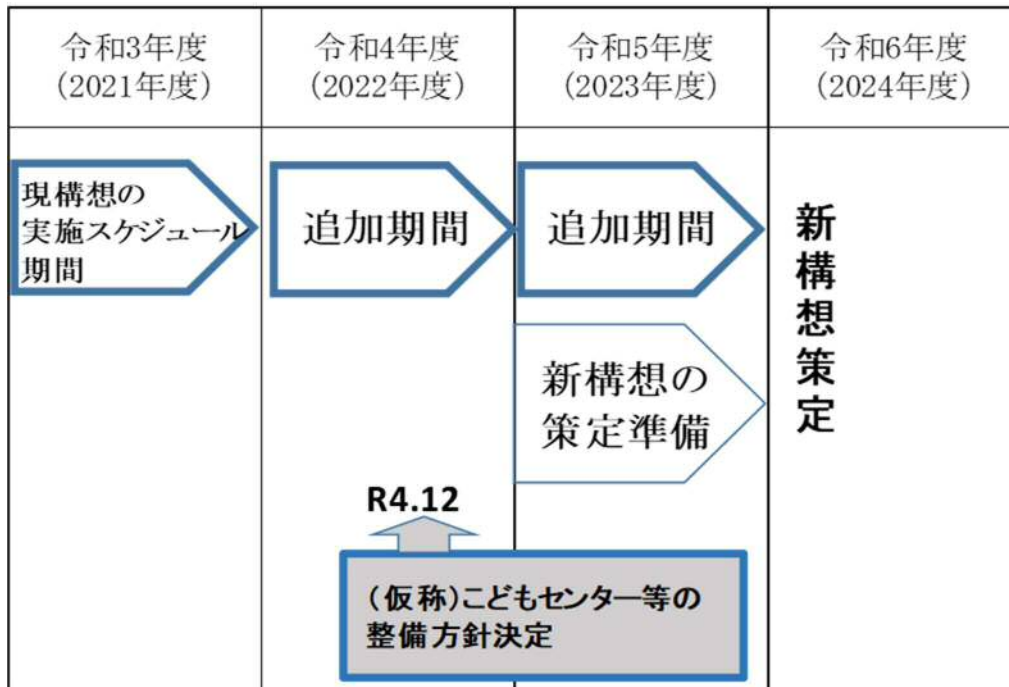 令和3年度
(2021年度)
令和4年度
(2022年度)
令和5年度
(2023年度)
令和6年度
(2024年度)
現構想の
実施スケジュール
期間
追加期間
追加期間
新構想策定
新構想の
策定準備
R4.12
(仮称)こどもセンター等の
整備方針決定